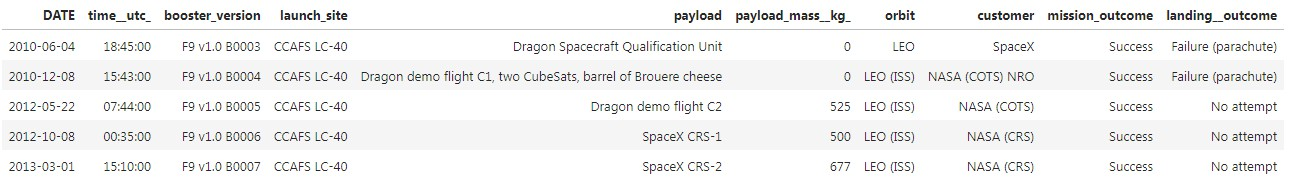 DATE time__utc_ booster_version launch_site payload payload_mass__kg_ orbit customer mission_outcome landing__outcome
2010-06-04 18:45:00 F9 v1.0 B0003 CCAFS LC-40 Dragon Spacecraft Qualification Unit 0 LEO SpaceX Success Failure (parachute)
2010-12-08 15:43:00 F9 v1.0 B0004 CCAFS LC-40 Dragon demo flight C1, two CubeSats, barrel of Brouere cheese 0 LEO (ISS) NASA (COTS) NRO Success Failure (parachute)
2012-05-22 07:44:00 F9 v1.0 B0005 CCAFS LC-40 Dragon demo flight C2 525 LEO (ISS) NASA (COTS) Success No attempt
2012-10-08 00:35:00 F9 v1.0 B0006 CCAFS LC-40 SpaceX CRS-1 500 LEO (ISS) NASA (CRS) Success No attempt
2013-03-01 15:10:00 F9 v1.0 B0007 CCAFS LC-40 SpaceX CRS-2 677 LEO (ISS) NASA (CRS) Success No attempt